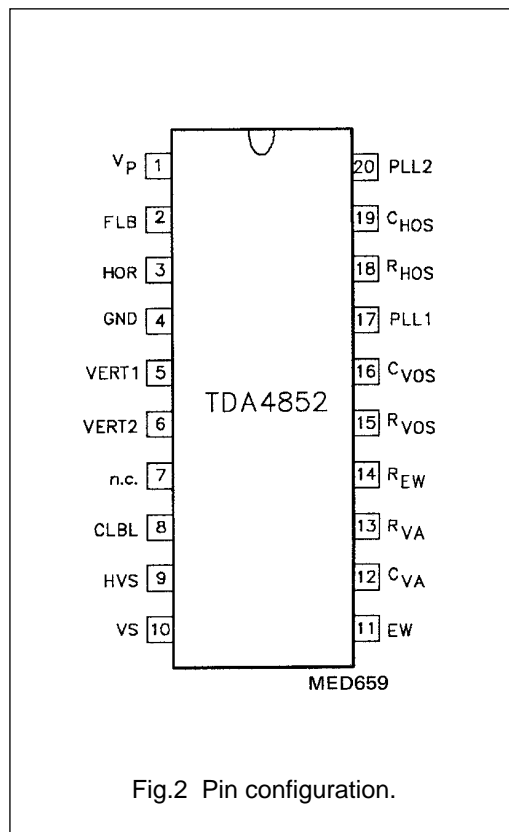 V_P 1
FLB 2
HOR 3
GND 4
VERT1 5
VERT2 6
n.c. 7
CLBL 8
HVS 9
VS 10
TDA4852
20 PLL2
19 C_HOS
18 R_HOS
17 PLL1
16 C_VOS
15 R_VOS
14 R_EW
13 R_VA
12 C_VA
11 EW
MED659
Fig.2 Pin configuration.